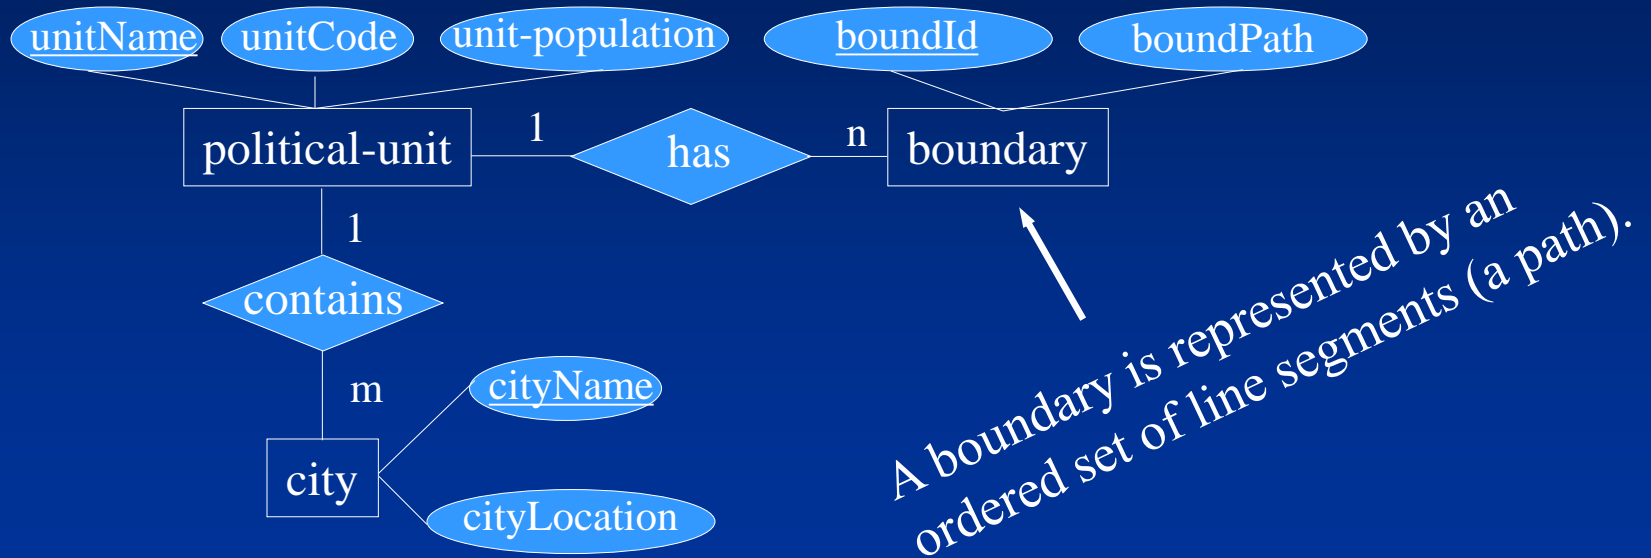 unitName
unitCode
unit-population
boundId
boundPath
political-unit
1
has
n
boundary
1
contains
m
cityName
city
cityLocation
A boundary is represented by an
ordered set of line segments (a path).